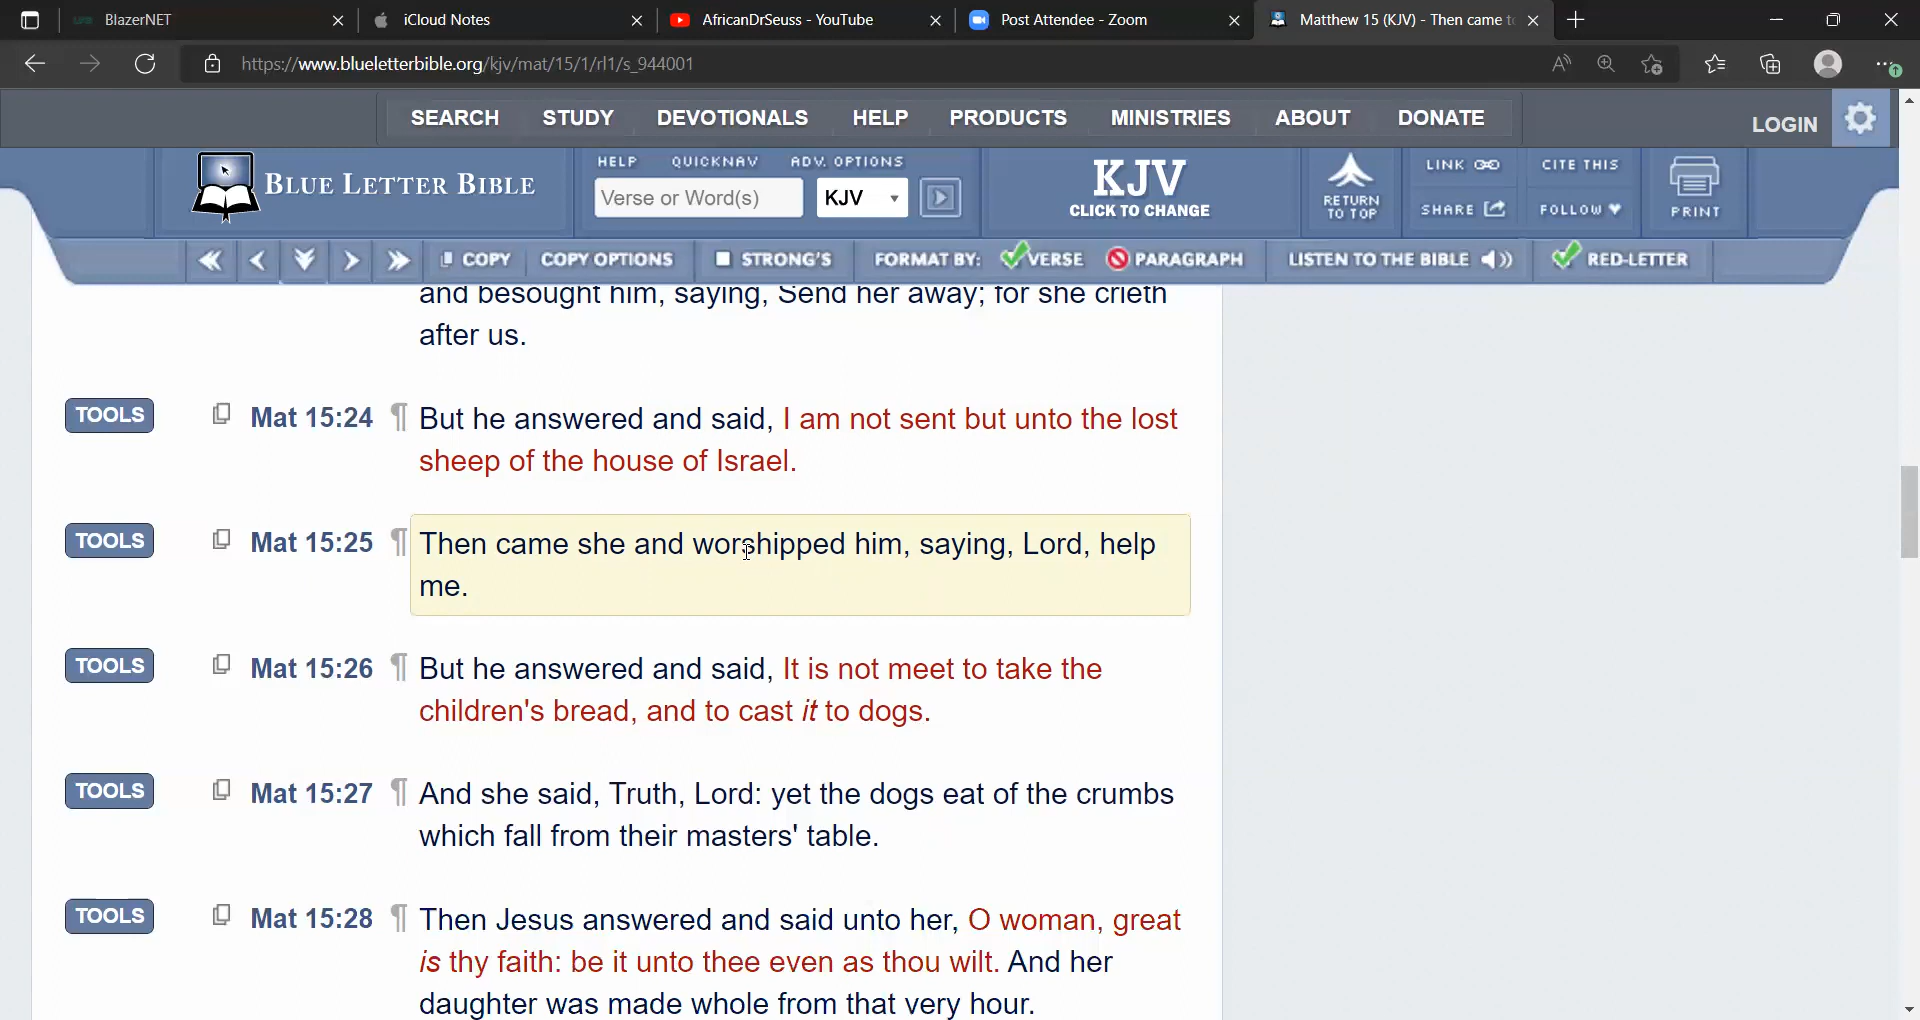 BlazerNET
iCloud Notes
AfricanDrSeuss - YouTube
Post Attendee - Zoom
Matthew 15 (KJV) - Then came t
https://www.blueletterbible.org/kjv/mat/15/1/rl1/s_944001
SEARCH STUDY DEVOTIONALS HELP PRODUCTS MINISTRIES ABOUT DONATE
LOGIN
BLUE LETTER BIBLE
HELP QUICKNAV ADV. OPTIONS
Verse or Word(s)
KJV
KJV
CLICK TO CHANGE
RETURN
TO TOP
LINK
SHARE
CITE THIS
FOLLOW
PRINT
COPY COPY OPTIONS STRONG'S FORMAT BY: VERSE PARAGRAPH LISTEN TO THE BIBLE RED-LETTER
and besought him, saying, Send her away; for she crieth
after us.
TOOLS Mat 15:24 ¶ But he answered and said, I am not sent but unto the lost
sheep of the house of Israel.
TOOLS Mat 15:25 ¶ Then came she and worshipped him, saying, Lord, help
me.
TOOLS Mat 15:26 ¶ But he answered and said, It is not meet to take the
children's bread, and to cast it to dogs.
TOOLS Mat 15:27 ¶ And she said, Truth, Lord: yet the dogs eat of the crumbs
which fall from their masters' table.
TOOLS Mat 15:28 ¶ Then Jesus answered and said unto her, O woman, great
is thy faith: be it unto thee even as thou wilt. And her
daughter was made whole from that very hour.